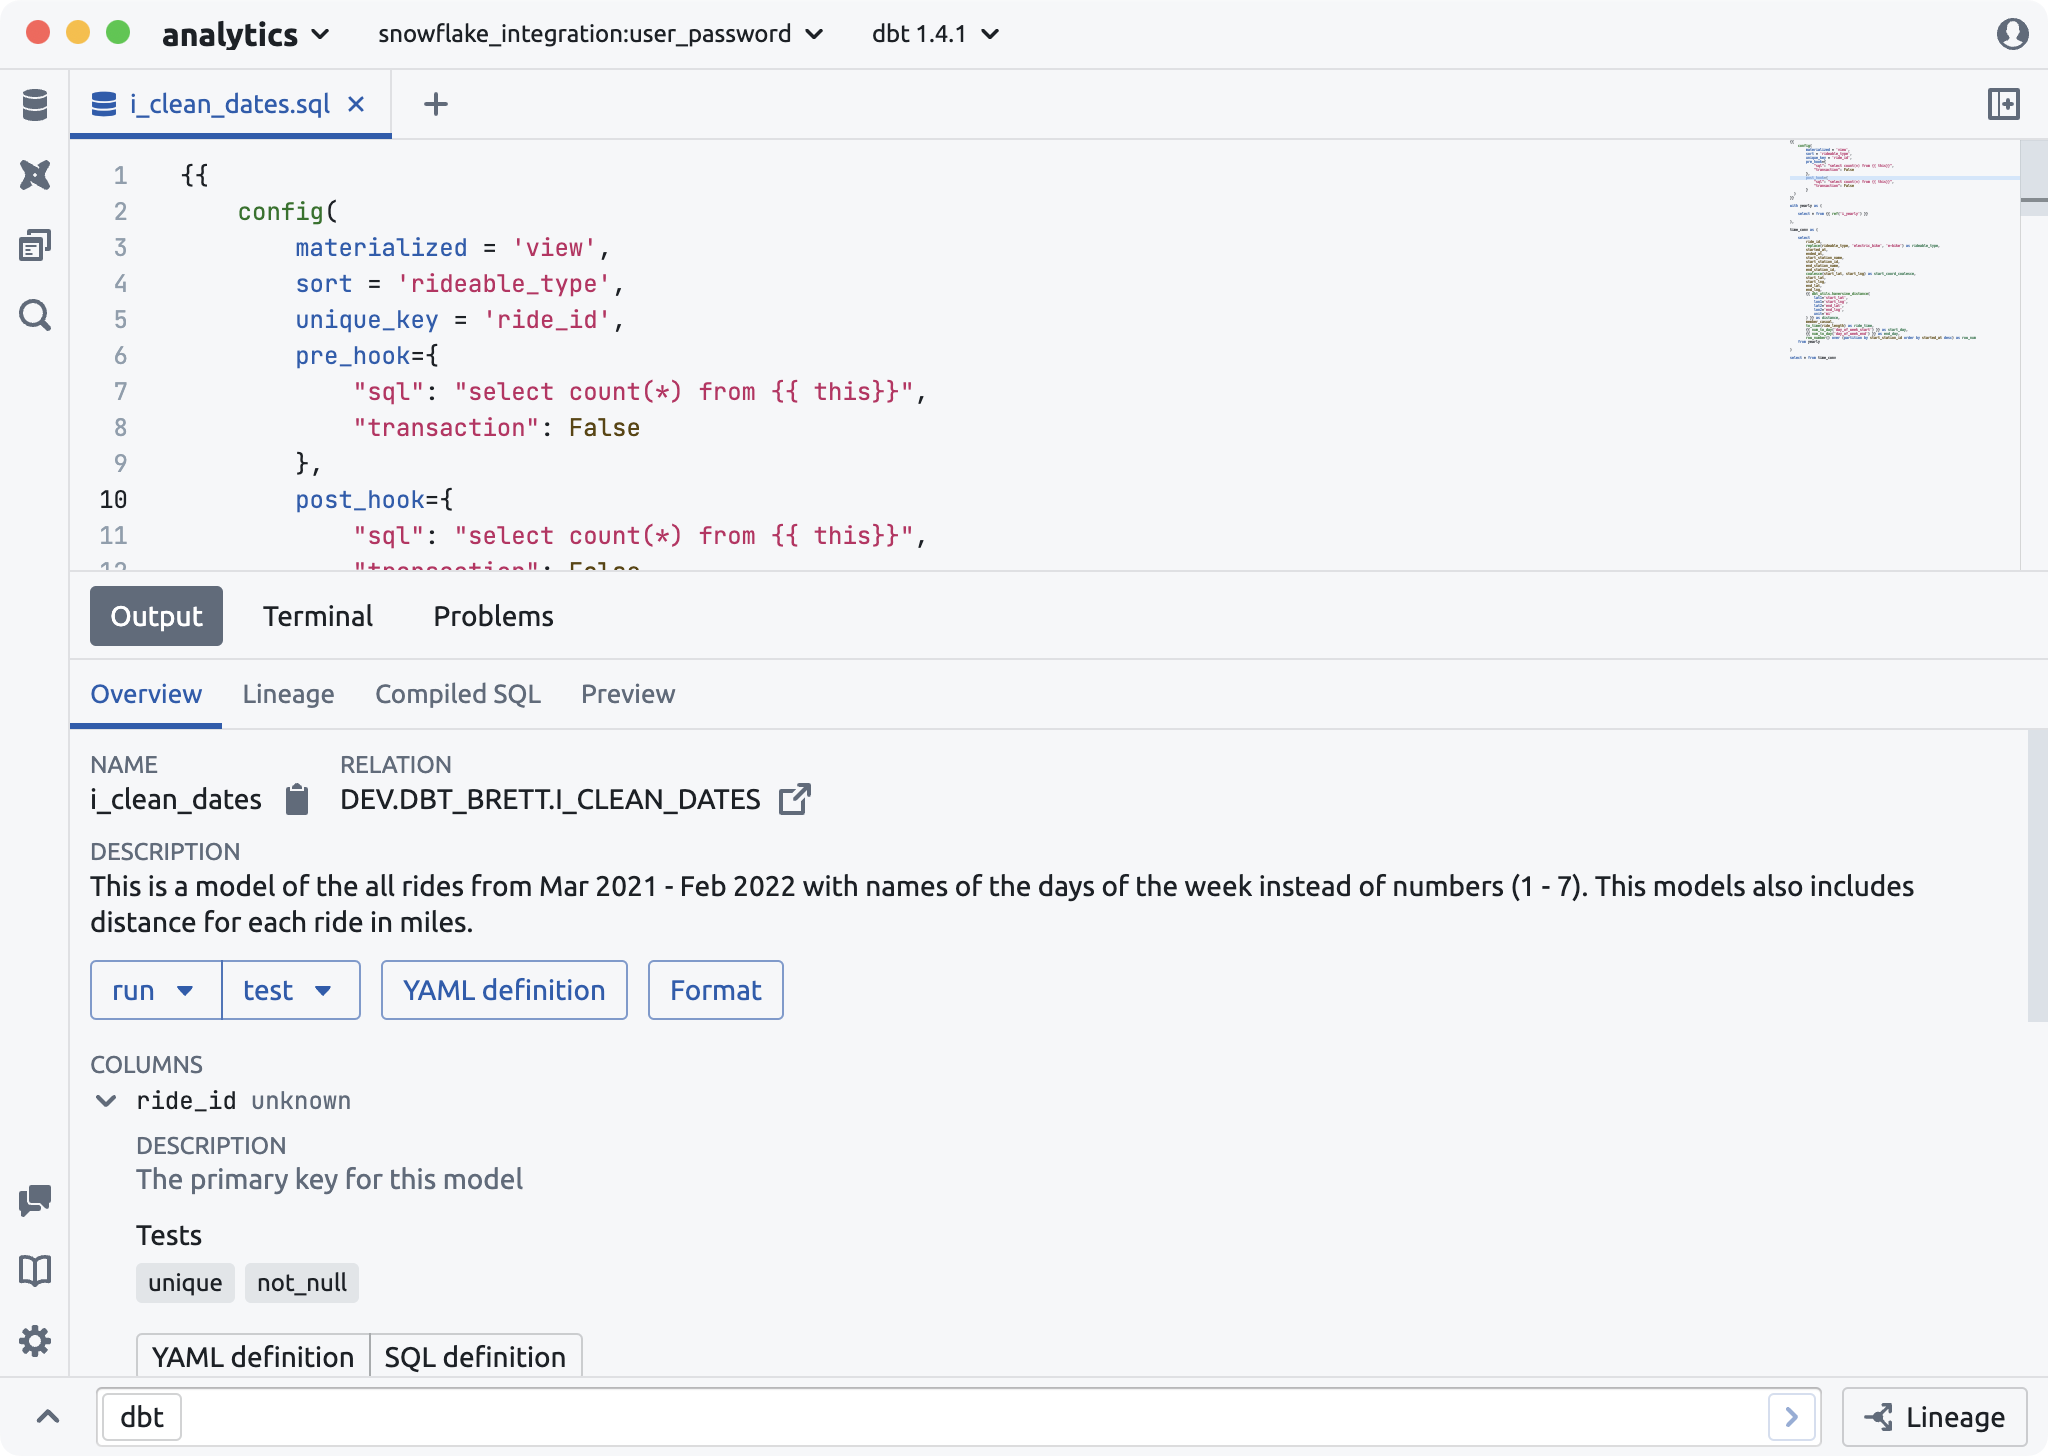 analytics
snowflake_integration:user_password
dbt 1.4.1
i_clean_dates.sql
1 {{
2 config(
3 materialized = 'view',
4 sort = 'rideable_type',
5 unique_key = 'ride_id',
6 pre_hook={
7 "sql": "select count(*) from {{ this}}",
8 "transaction": False
9 },
10 post_hook={
11 "sql": "select count(*) from {{ this}}",
12 "transaction": False
Output Terminal Problems
Overview Lineage Compiled SQL Preview
NAME RELATION
i_clean_dates DEV.DBT_BRETT.I_CLEAN_DATES
DESCRIPTION
This is a model of the all rides from Mar 2021 - Feb 2022 with names of the days of the week instead of numbers (1 - 7). This models also includes
distance for each ride in miles.
run test YAML definition Format
COLUMNS
ride_id unknown
DESCRIPTION
The primary key for this model
Tests
unique not_null
YAML definition SQL definition
dbt
Lineage